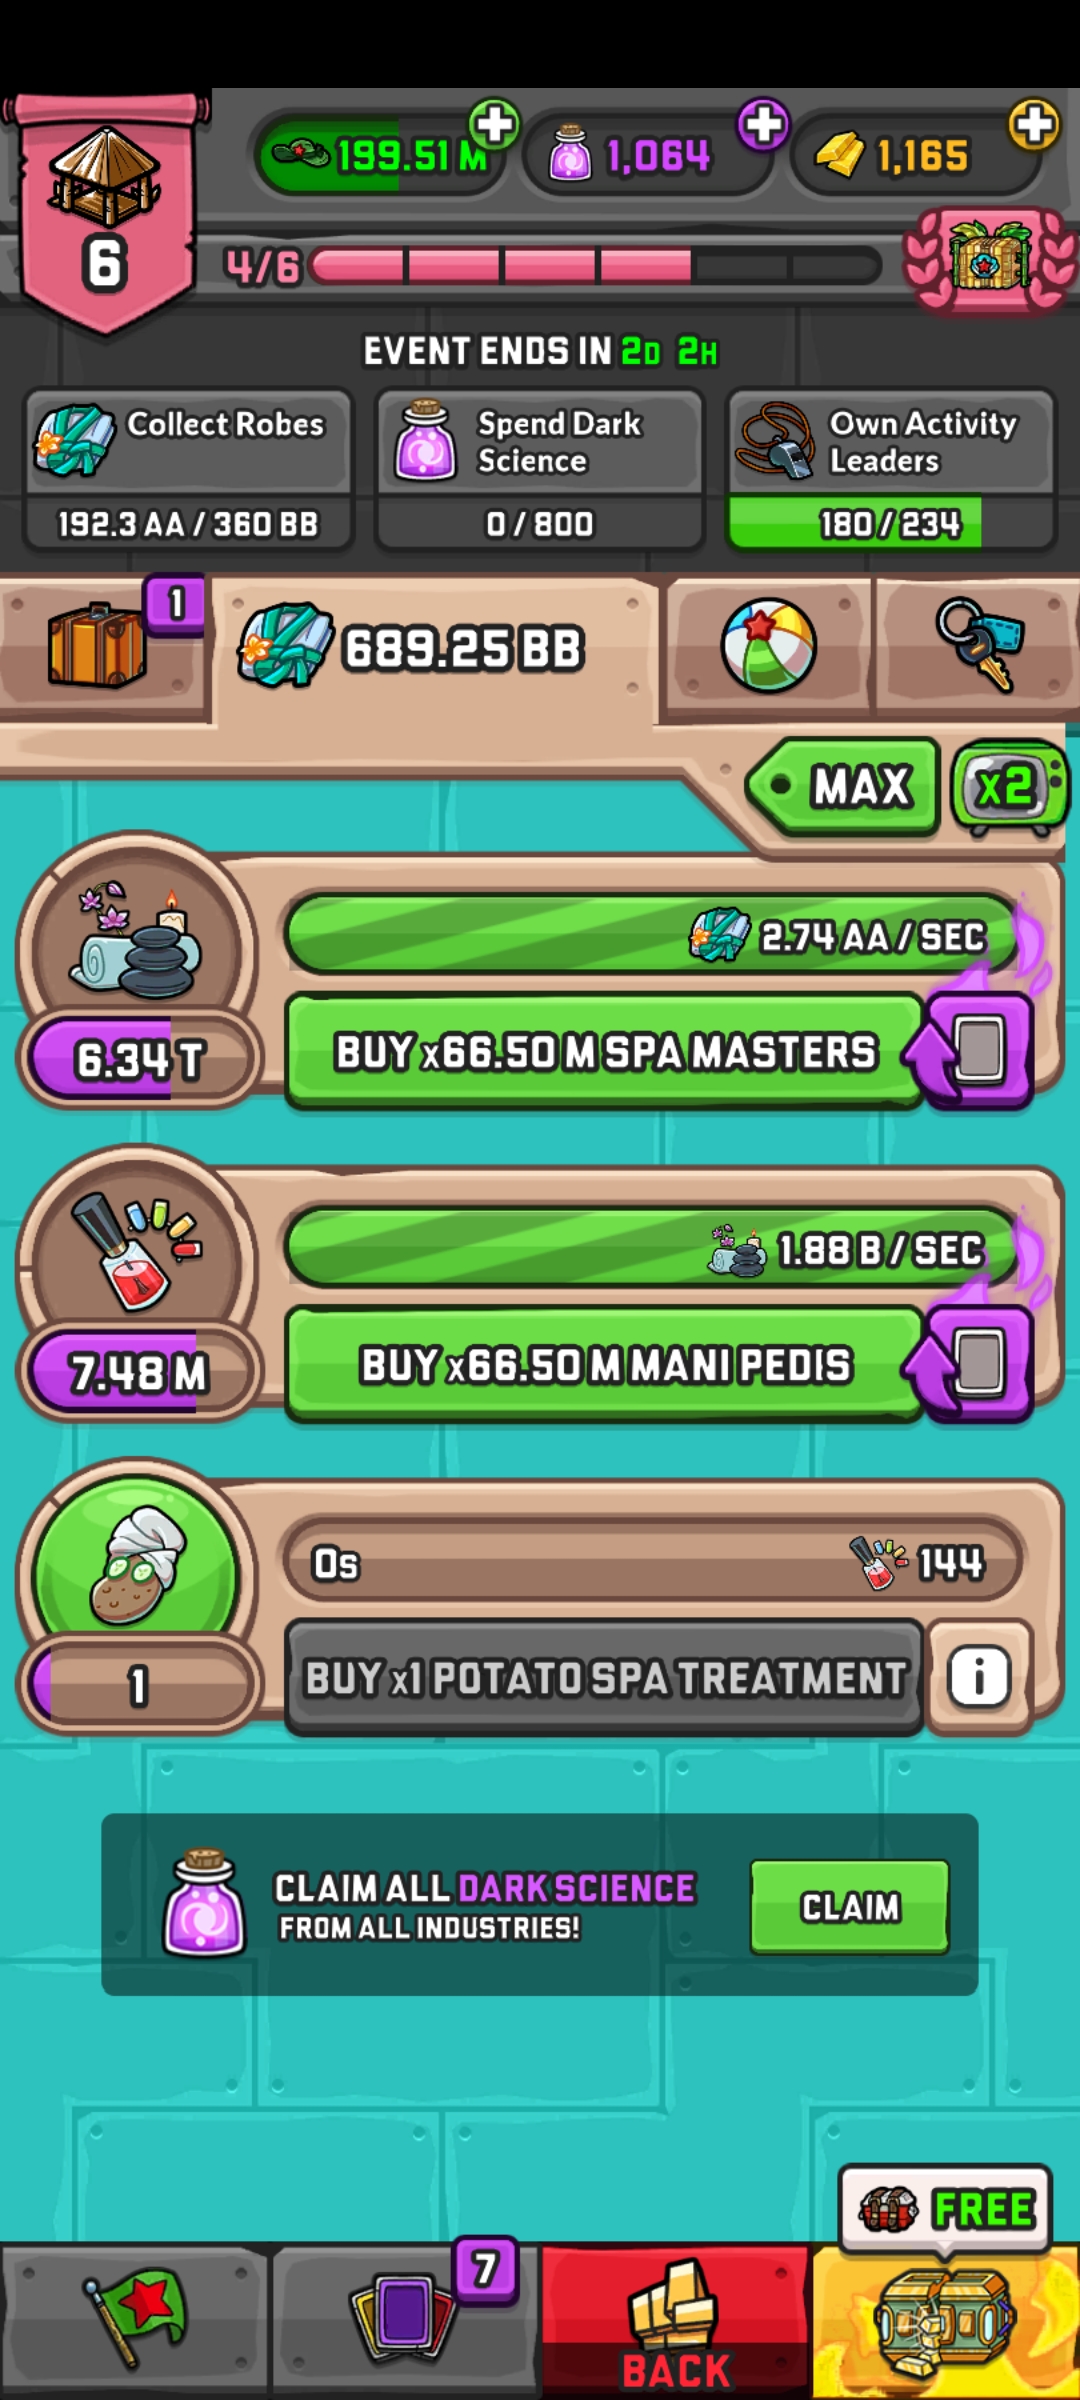 199.51 M
1,064
1,165
6
4/6
EVENT ENDS IN 2D 2H
Collect Robes
192.3 AA / 360 BB
Spend Dark
Science
0 / 800
Own Activity
Leaders
180 / 234
1
689.25 BB
MAX
x2
2.74 AA / SEC
6.34 T
BUY x66.50 M SPA MASTERS
1.88 B / SEC
7.48 M
BUY x66.50 M MANI PEDIS
0s
144
1
BUY x1 POTATO SPA TREATMENT
i
CLAIM ALL DARK SCIENCE
FROM ALL INDUSTRIES!
CLAIM
FREE
7
BACK